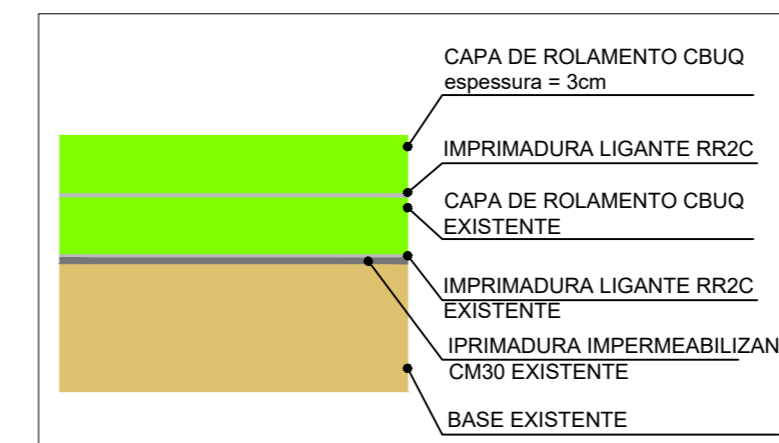 CAPA DE ROLAMENTO CBUQ
espessura = 3cm
IMPRIMADURA LIGANTE RR2C
CAPA DE ROLAMENTO CBUQ
EXISTENTE
IMPRIMADURA LIGANTE RR2C
EXISTENTE
IPRIMADURA IMPERMEABILIZAN
CM30 EXISTENTE
BASE EXISTENTE